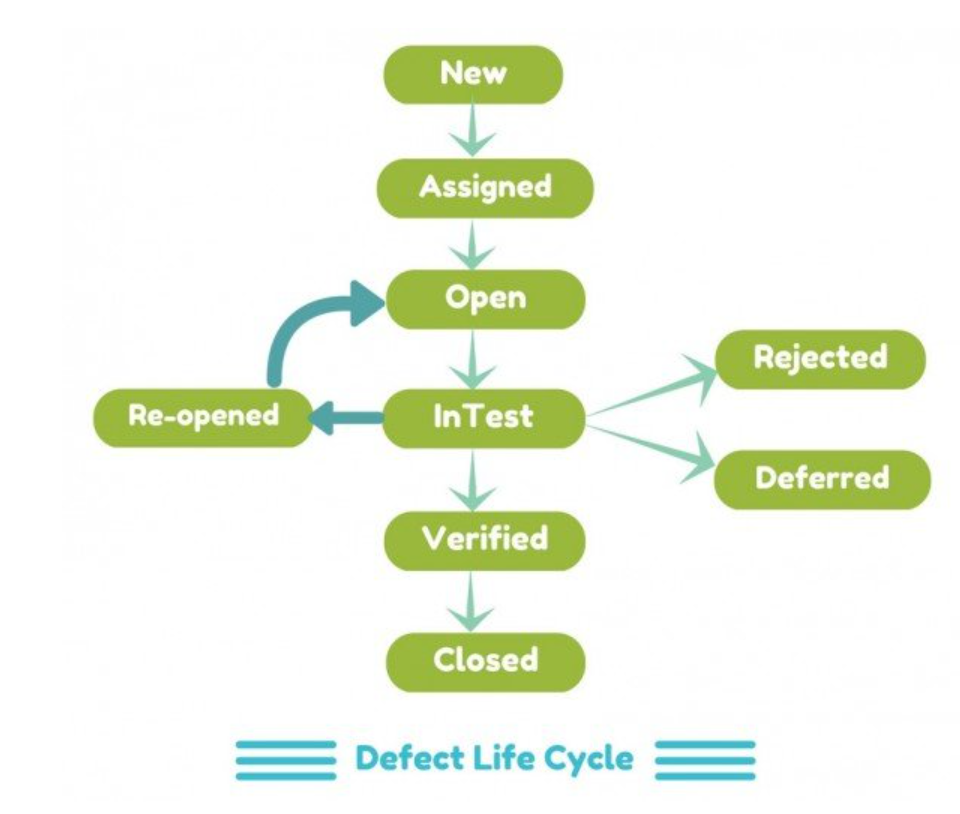 New
Assigned
Open
Rejected
Re-opened
InTest
Deferred
Verified
Closed
Defect Life Cycle